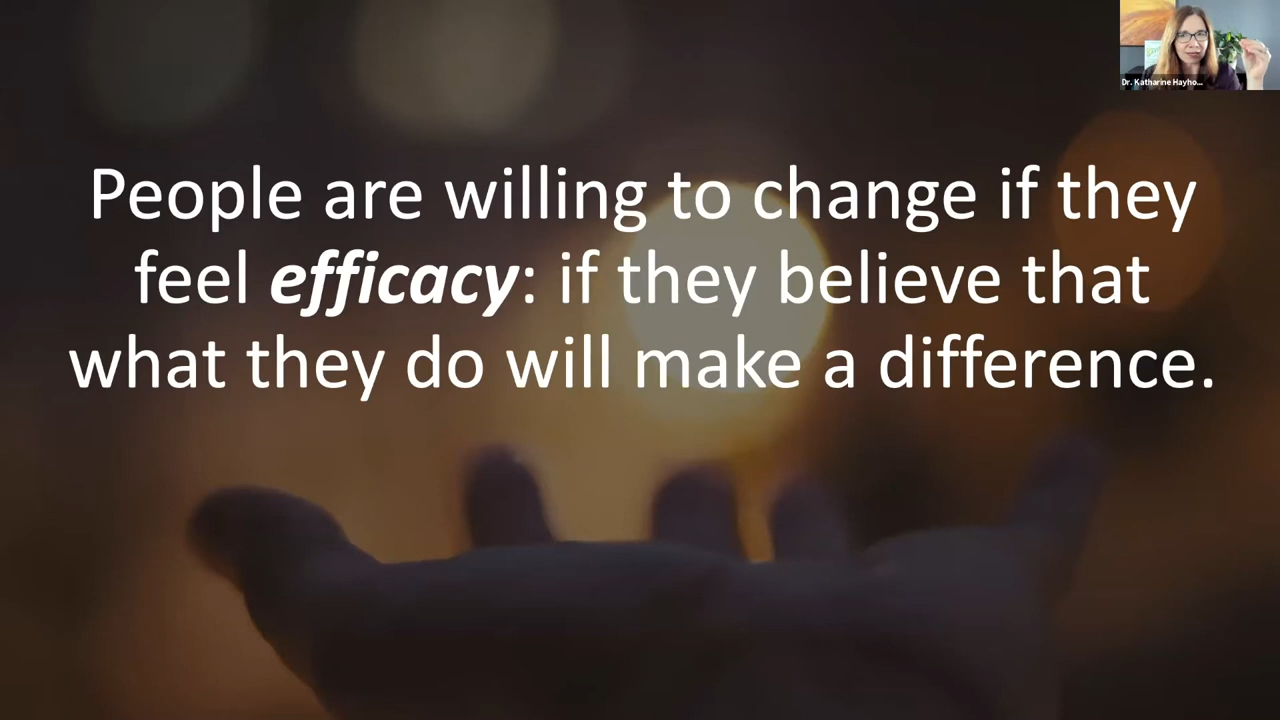 Dr. Katharine Hayho...
People are willing to change if they
feel efficacy: if they believe that
what they do will make a difference.